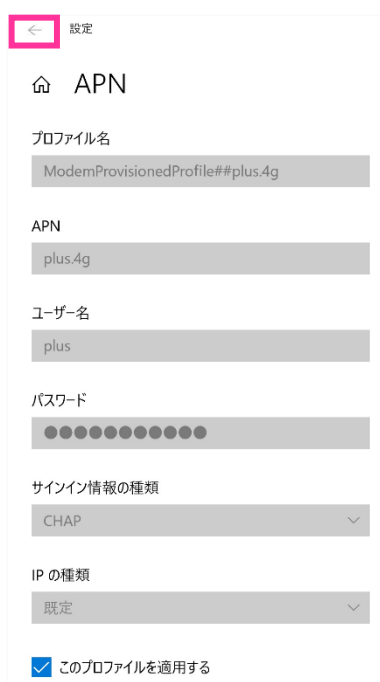 設定
APN
プロファイル名
ModemProvisionedProfile##plus.4g
APN
plus.4g
ユーザー名
plus
パスワード
●●●●●●●●●●●
サインイン情報の種類
CHAP
IP の種類
既定
このプロファイルを適用する